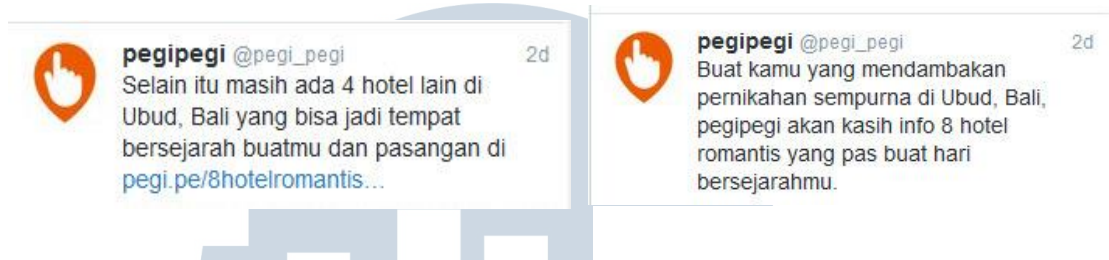 pegipegi @pegi_pegi 2d
Selain itu masih ada 4 hotel lain di
Ubud, Bali yang bisa jadi tempat
bersejarah buatmu dan pasangan di
pegi.pe/8hotelromantis...
pegipegi @pegi_pegi 2d
Buat kamu yang mendambakan
pernikahan sempurna di Ubud, Bali,
pegipegi akan kasih info 8 hotel
romantis yang pas buat hari
bersejarahmu.